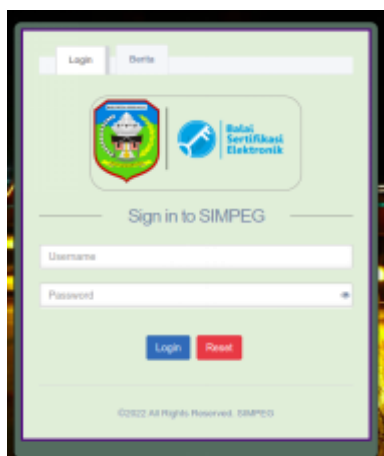 Login Berita
Balai
Sertifikasi
Elektronik
Sign in to SIMPEG
Username
Password
Login Reset
©2022 All Rights Reserved. SIMPEG